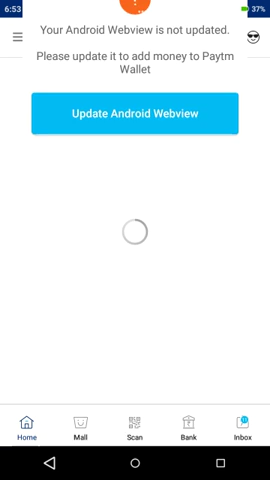 6:53
37%
Your Android Webview is not updated.
Please update it to add money to Paytm
Wallet
Update Android Webview
Home
Mall
Scan
Bank
Inbox